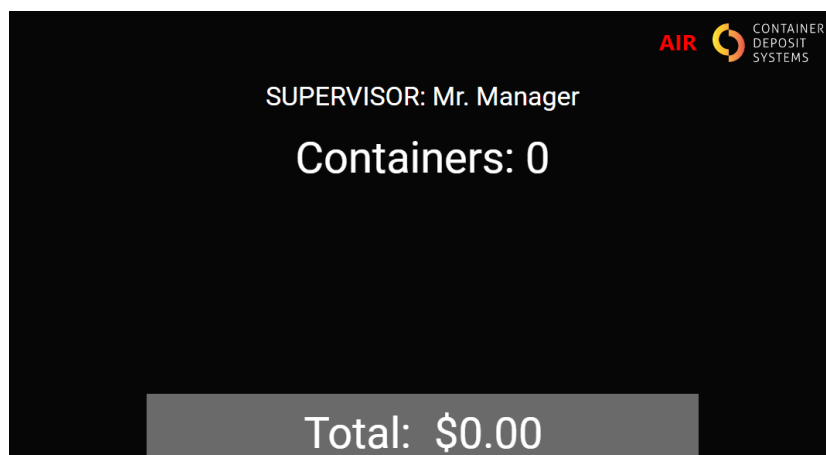 AIR
CONTAINER
DEPOSIT
SYSTEMS
SUPERVISOR: Mr. Manager
Containers: 0
Total: $0.00